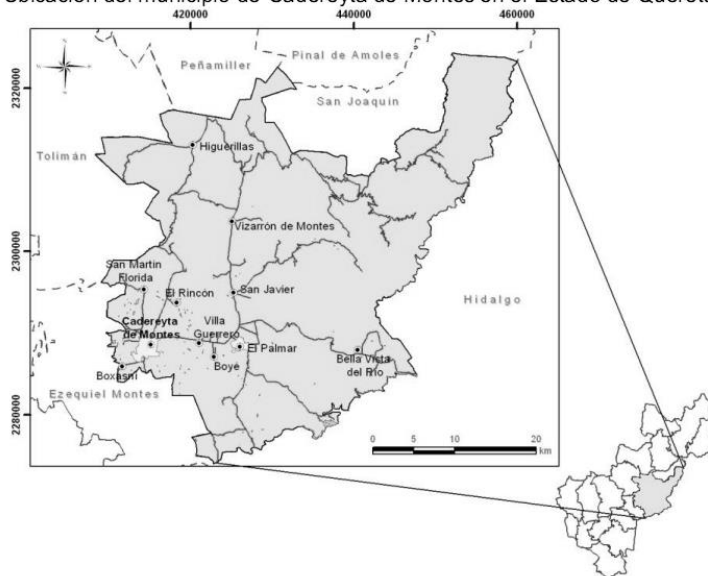 Ubicación del municipio de Cadereyta de Montes en el Estado de
420000
440000
460000
Peñamiller
Pinal de Amoles
San Joaquín
2320000
Tolimán
Higuerillas
Vizarrón de Montes
2300000
San Martín
Florida
El Rincón
San Javier
Hidalgo
Cadereyta
de Montes
Villa
Guerrero
El Palmar
Boyé
Bella Vista
del Río
Boxasní
Ezequiel Montes
2280000
0 5 10 20
km